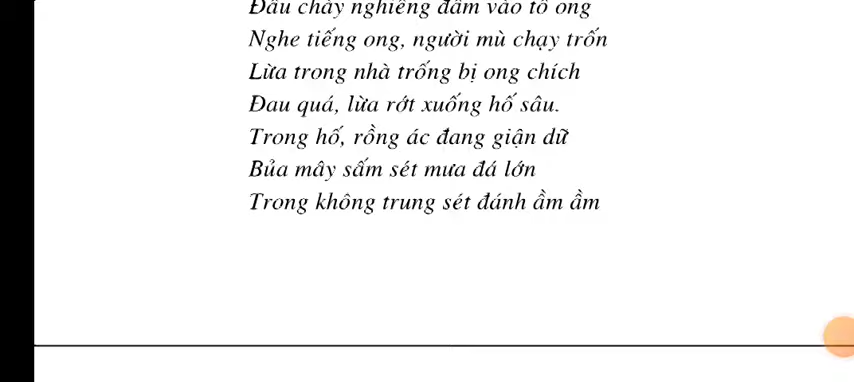 Đầu chày nghiêng đâm vào tổ ong
Nghe tiếng ong, người mù chạy trốn
Lừa trong nhà trống bị ong chích
Đau quá, lừa rớt xuống hố sâu.
Trong hố, rồng ác đang giận dữ
Bủa mây sấm sét mưa đá lớn
Trong không trung sét đánh ầm ầm